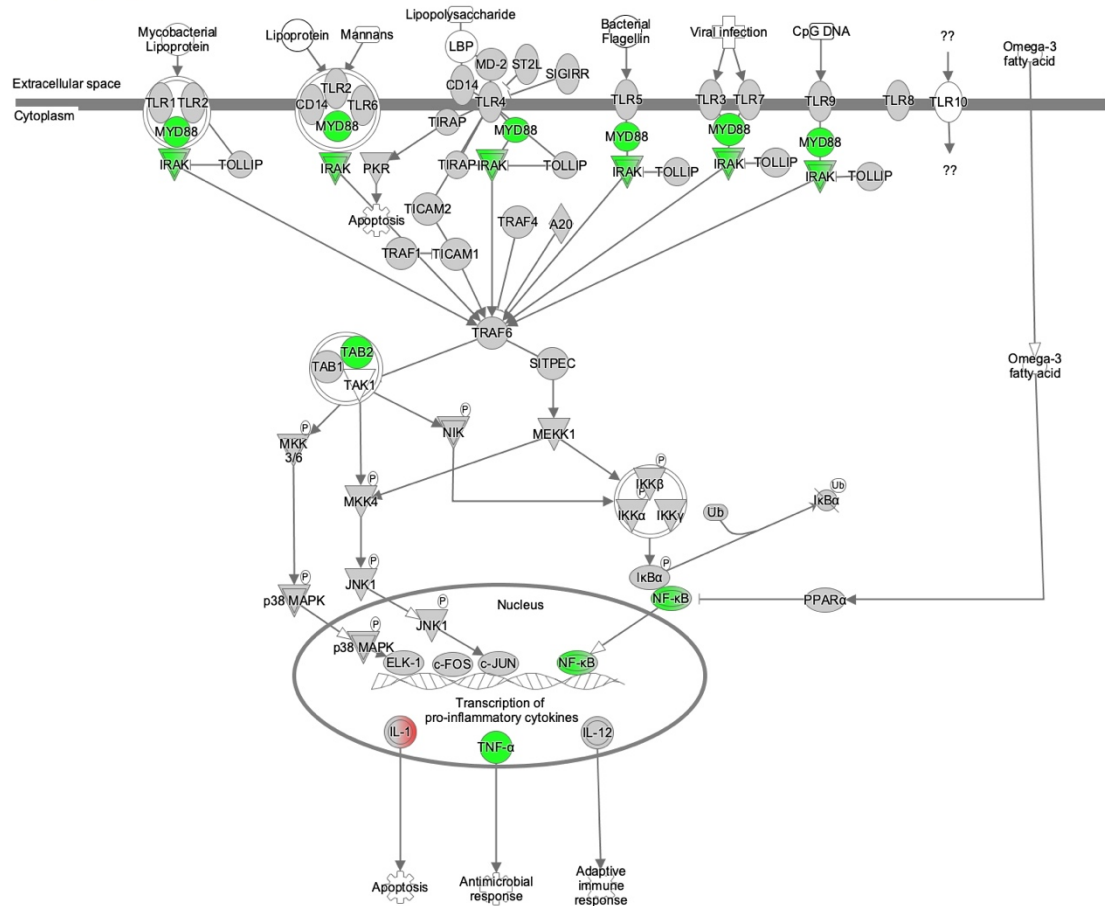 Lipopolysaccharide
Mycobacterial
Lipoprotein
Lipoprotein
Mannans
LBP
MD-2
ST2L
SIGIRR
Bacterial
Flagellin
Viral infection
CpG DNA
??
Omega-3
fatty acid
Extracellular space
Cytoplasm
TLR1
TLR2
MYD88
IRAK
TOLLIP
TLR2
CD14
TLR6
MYD88
IRAK
CD14
TLR4
TIRAP
PKR
Apoptosis
TIRAP
MYD88
IRAK
TOLLIP
TLR5
MYD88
IRAK
TOLLIP
TLR3
TLR7
MYD88
IRAK
TOLLIP
TLR9
MYD88
IRAK
TOLLIP
TLR8
TLR10
??
TICAM2
TRAF4
A20
TRAF1
TICAM1
TRAF6
TAB2
TAB1
TAK1
SITPEC
Omega-3
fatty acid
P
MKK
3/6
P
NIK
MEKK1
P
MKK4
P
IKKβ
P
IKKα
IKKγ
Ub
Ub
IκBα
P
IκBα
NF-κB
PPARα
P
JNK1
P
p38 MAPK
Nucleus
P
JNK1
P
p38 MAPK
ELK-1
c-FOS
c-JUN
NF-κB
Transcription of
pro-inflammatory cytokines
IL-1
TNF-α
IL-12
Apoptosis
Antimicrobial
response
Adaptive
immune response